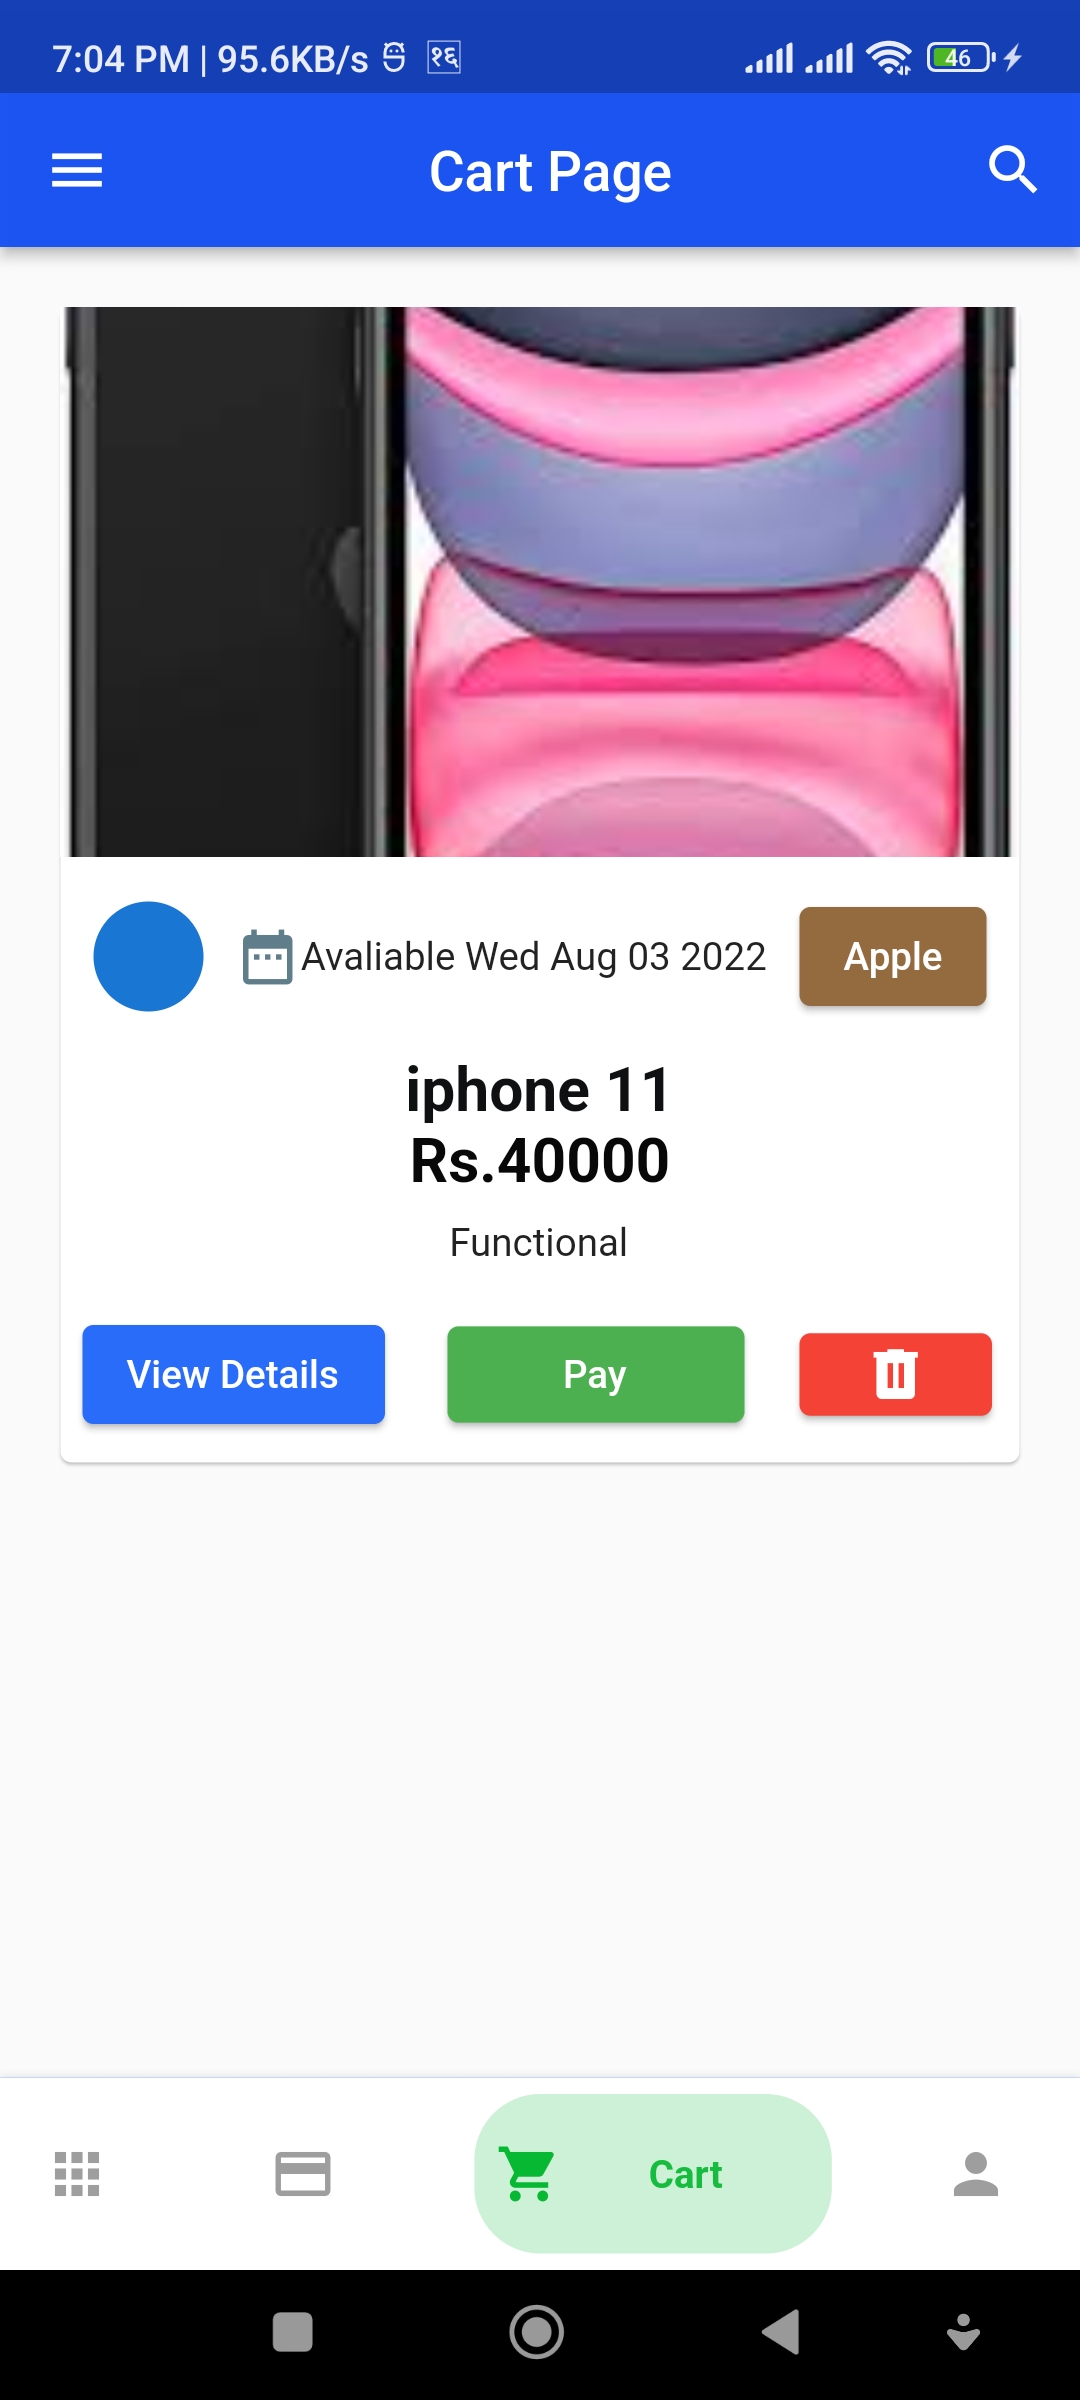 7:04 PM | 95.6KB/s १६ 46
Cart Page
Avaliable Wed Aug 03 2022 Apple
iphone 11
Rs.40000
Functional
View Details Pay
Cart